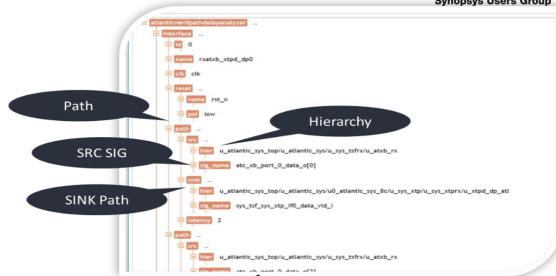 Synopsys Users Group
atlanticverifpathdelayanalyzer ..
interface ..
id 0
name rxatxb_xtpd_dp0
clk clk
reset ..
name rst_n
pol low
Path
path ..
src ..
Hierarchy
hier u_atlantic_sys_top/u_atlantic_sys/u_sys_tsfrx/u_atxb_rx
SRC SIG
sig_name atc_xb_port_0_data_o[0]
sink ..
SINK Path
hier u_atlantic_sys_top/u_atlantic_sys/u0_atlantic_sys_8c/u_sys_xtp/u_sys_xtprx/u_xtpd_dp_atl
sig_name sys_tsf_sys_xtp_if0_data_vid_i
latency 2
path ..
src ..
hier u_atlantic_sys_top/u_atlantic_sys/u_sys_tsfrx/u_atxb_rx